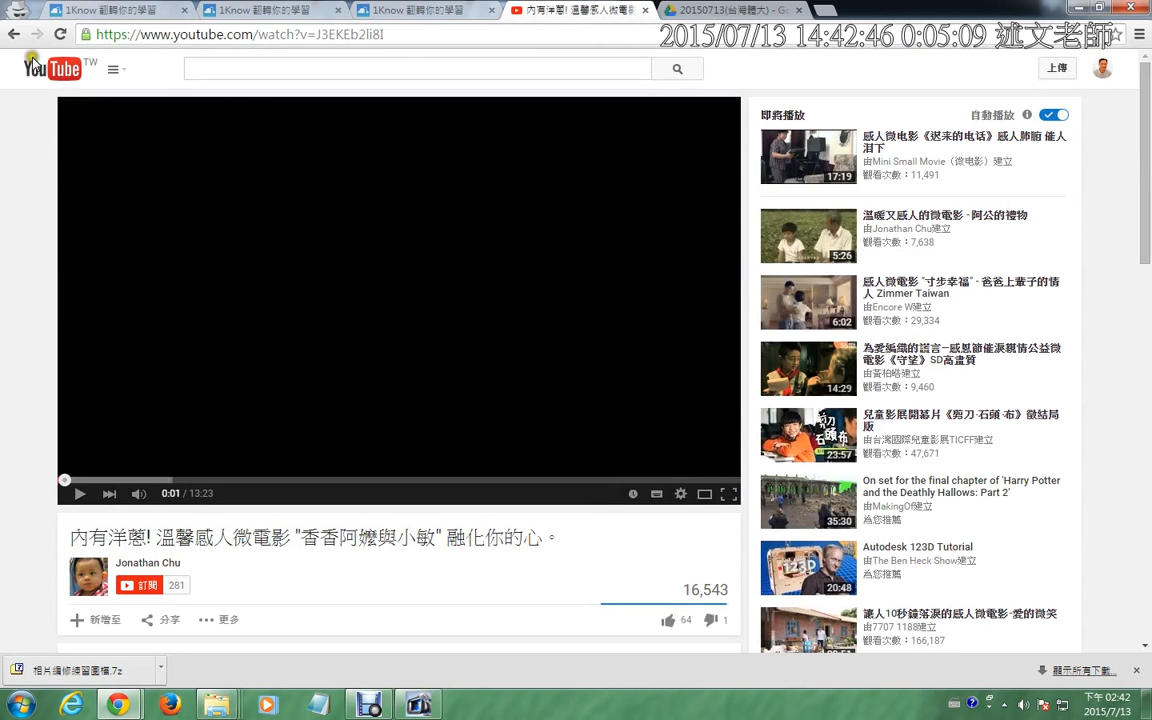 1Know 翻轉你的學習
1Know 翻轉你的學習
1Know 翻轉你的學習
內有洋蔥! 溫馨感人微電影
20150713(台灣體大) - Go
https://www.youtube.com/watch?v=J3EKEb2li8I
2015/07/13 14:42:46 0:05:09 述文老師
YouTube TW
上傳
即將播放
自動播放
感人微电影《迟来的电话》感人肺腑 催人
泪下
由Mini Small Movie（微电影）建立
觀看次數：11,491
17:19
溫暖又感人的微電影 - 阿公的禮物
由Jonathan Chu建立
觀看次數：7,638
5:26
感人微電影 "寸步幸福" - 爸爸上輩子的情
人 Zimmer Taiwan
由Encore W建立
觀看次數：29,334
6:02
為愛編織的謊言—感恩節催淚親情公益微
電影《守望》SD高畫質
由黃柏皓建立
觀看次數：9,460
14:29
兒童影展開幕片《剪刀·石頭·布》微結局
版
由台灣國際兒童影展TICFF建立
觀看次數：47,671
剪刀
石頭布
23:57
On set for the final chapter of 'Harry Potter
and the Deathly Hallows: Part 2'
由MakingOf建立
為您推薦
35:30
Autodesk 123D Tutorial
由The Ben Heck Show建立
為您推薦
123D
20:48
讓人10秒鐘落淚的感人微電影-愛的微笑
由7707 1188建立
觀看次數：166,187
0:01 / 13:23
內有洋蔥! 溫馨感人微電影 "香香阿嬤與小敏" 融化你的心。
Jonathan Chu
訂閱 281
16,543
新增至 分享 更多
64 1
相片編修練習圖檔.7z
顯示所有下載...
下午 02:42
2015/7/13